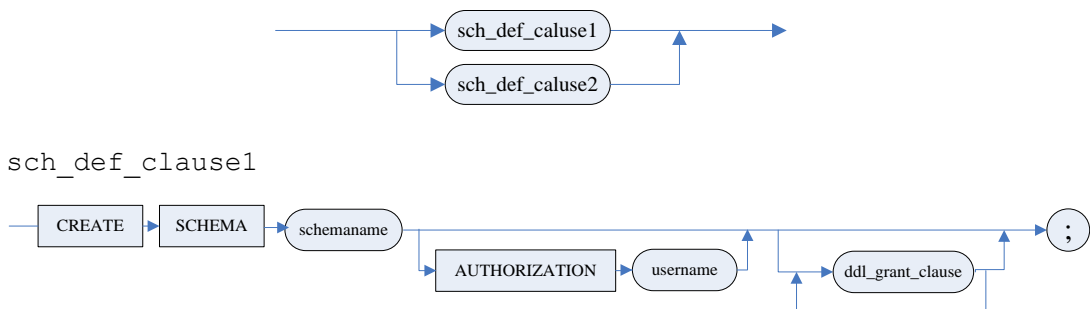 sch_def_caluse1
sch_def_caluse2
sch_def_clause1
CREATE SCHEMA schemaname ;
AUTHORIZATION username ddl_grant_clause